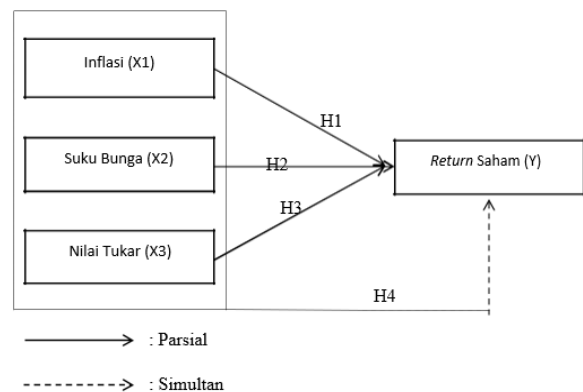 Inflasi (X1)
H1
Suku Bunga (X2)
H2
Return Saham (Y)
H3
Nilai Tukar (X3)
H4
: Parsial
: Simultan